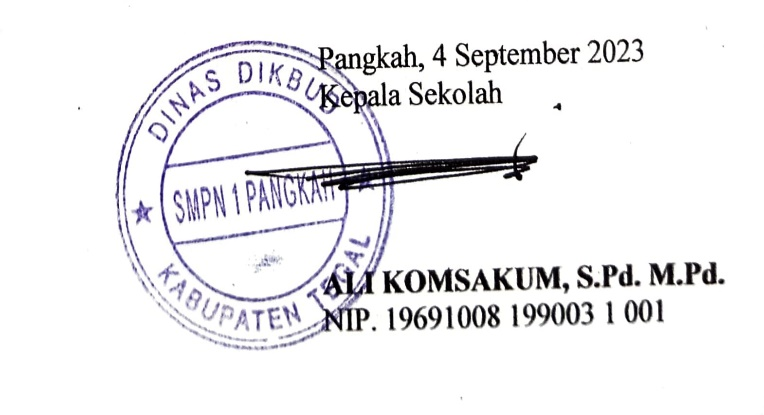 Pangkah, 4 September 2023
Kepala Sekolah
DINAS DIKBUD
SMPN 1 PANGKAH
KABUPATEN TEGAL
ALI KOMSAKUM, S.Pd. M.Pd.
NIP. 19691008 199003 1 001